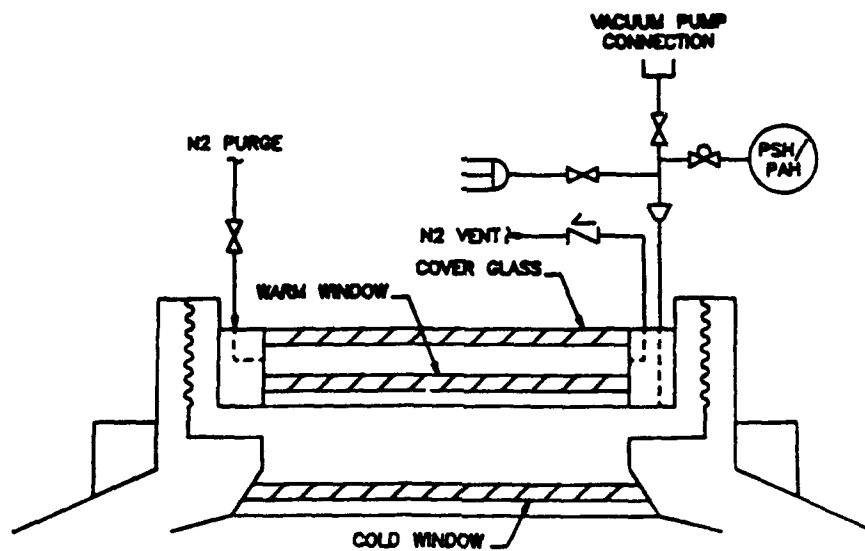 VACUUM PUMP
CONNECTION
N2 PURGE
PSH/
PAH
N2 VENT
COVER GLASS
WARM WINDOW
COLD WINDOW